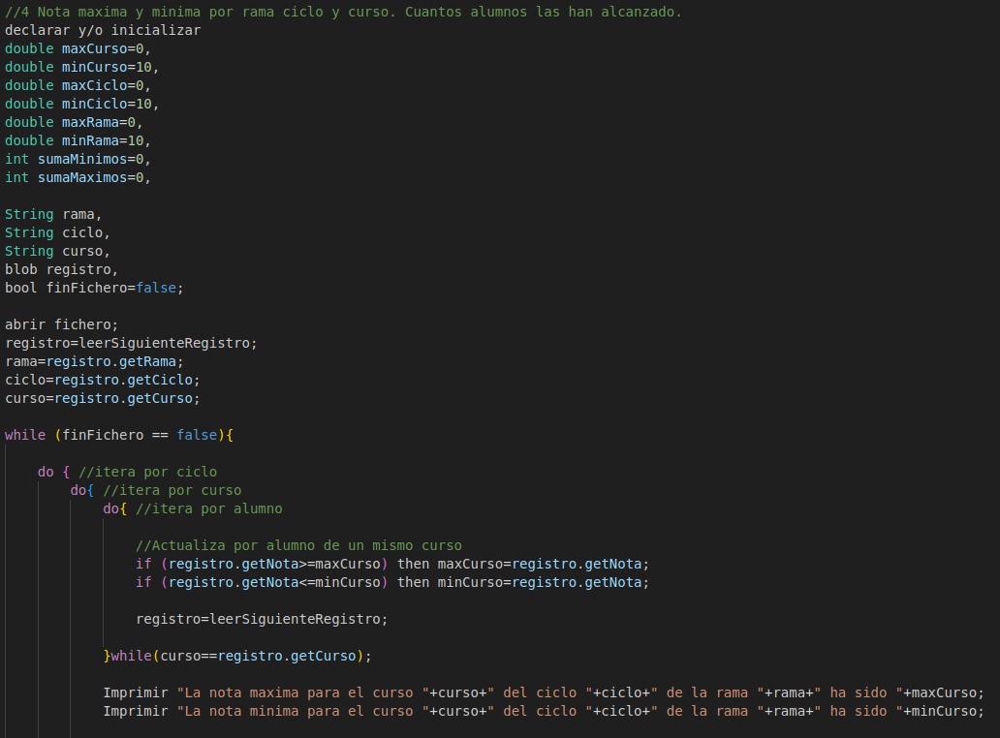 //4 Nota maxima y minima por rama ciclo y curso. Cuantos alumnos las han alcanzado.
declarar y/o inicializar
double maxCurso=0,
double minCurso=10,
double maxCiclo=0,
double minCiclo=10,
double maxRama=0,
double minRama=10,
int sumaMinimos=0,
int sumaMaximos=0,
String rama,
String ciclo,
String curso,
blob registro,
bool finFichero=false;
abrir fichero;
registro=leerSiguienteRegistro;
rama=registro.getRama;
ciclo=registro.getCiclo;
curso=registro.getCurso;
while (finFichero == false){
do { //itera por ciclo
do{ //itera por curso
do{ //itera por alumno
//Actualiza por alumno de un mismo curso
if (registro.getNota>=maxCurso) then maxCurso=registro.getNota;
if (registro.getNota<=minCurso) then minCurso=registro.getNota;
registro=leerSiguienteRegistro;
}while(curso==registro.getCurso);
Imprimir "La nota maxima para el curso "+curso+" del ciclo "+ciclo+" de la rama "+rama+" ha sido "+maxCurso;
Imprimir "La nota minima para el curso "+curso+" del ciclo "+ciclo+" de la rama "+rama+" ha sido "+minCurso;